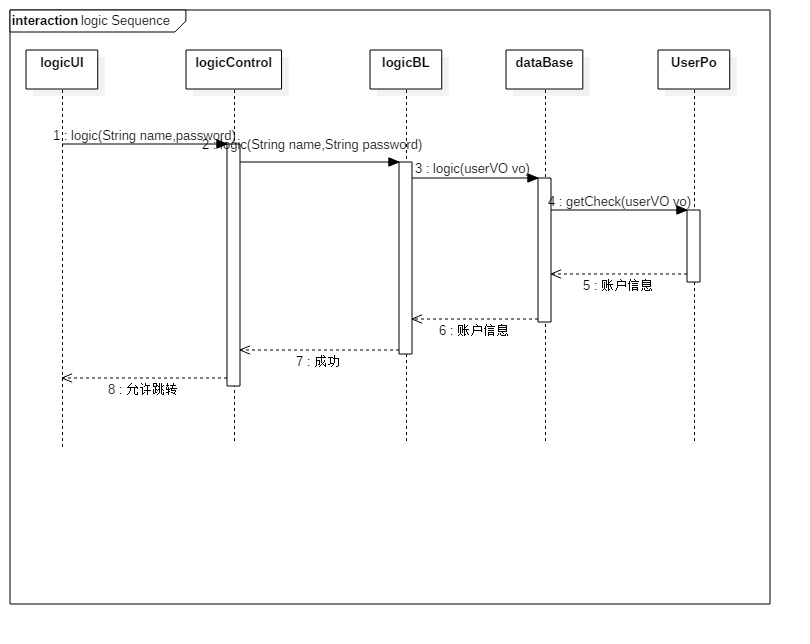 interaction logic Sequence
logicUI
logicControl
logicBL
dataBase
UserPo
1 : logic(String name,password)
2 : logic(String name,String password)
3 : logic(userVO vo)
4 : getCheck(userVO vo)
5 : 账户信息
6 : 账户信息
7 : 成功
8 : 允许跳转